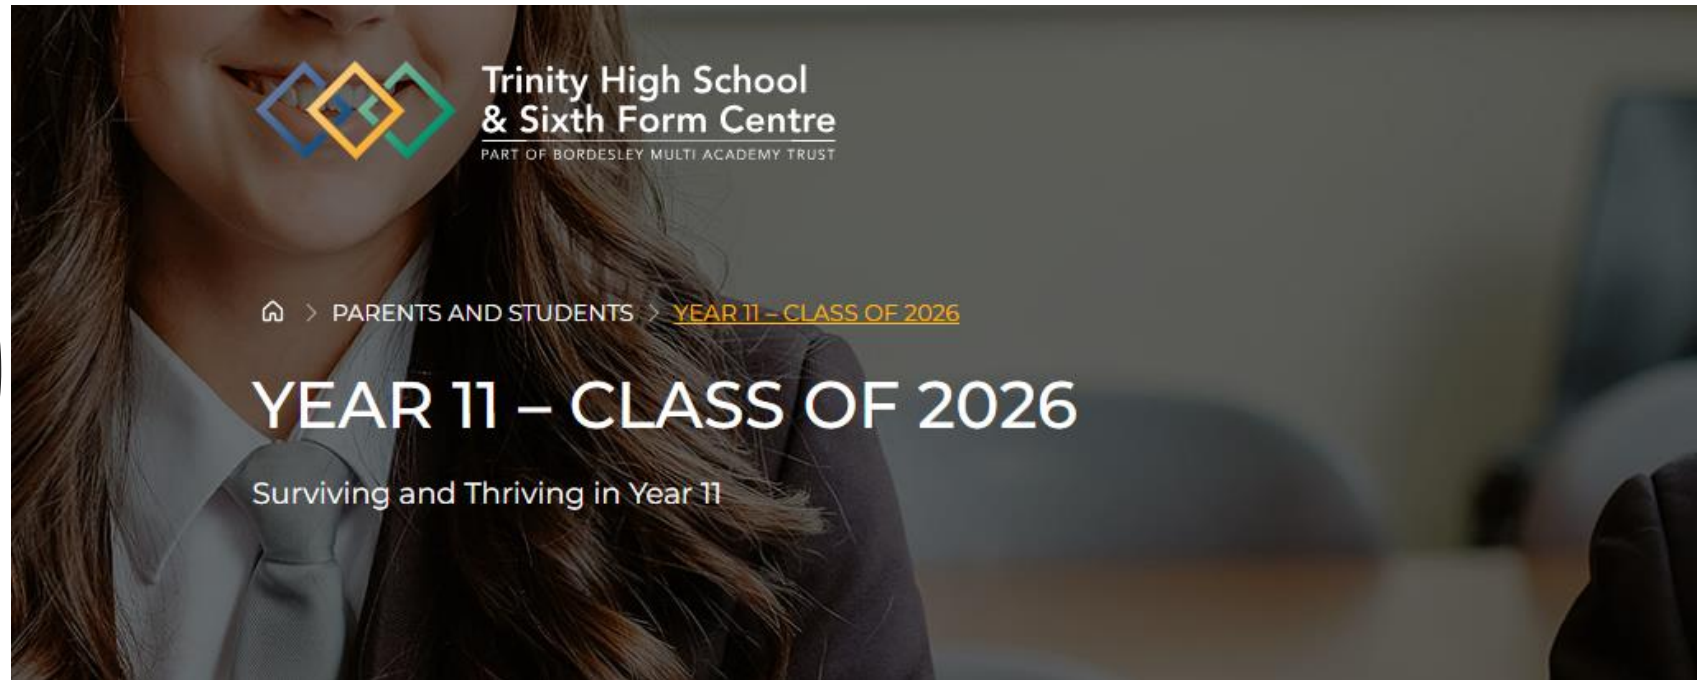 Trinity High School
& Sixth Form Centre
PART OF BORDESLEY MULTI ACADEMY TRUST
> PARENTS AND STUDENTS > YEAR 11 – CLASS OF 2026
YEAR 11 – CLASS OF 2026
Surviving and Thriving in Year 11